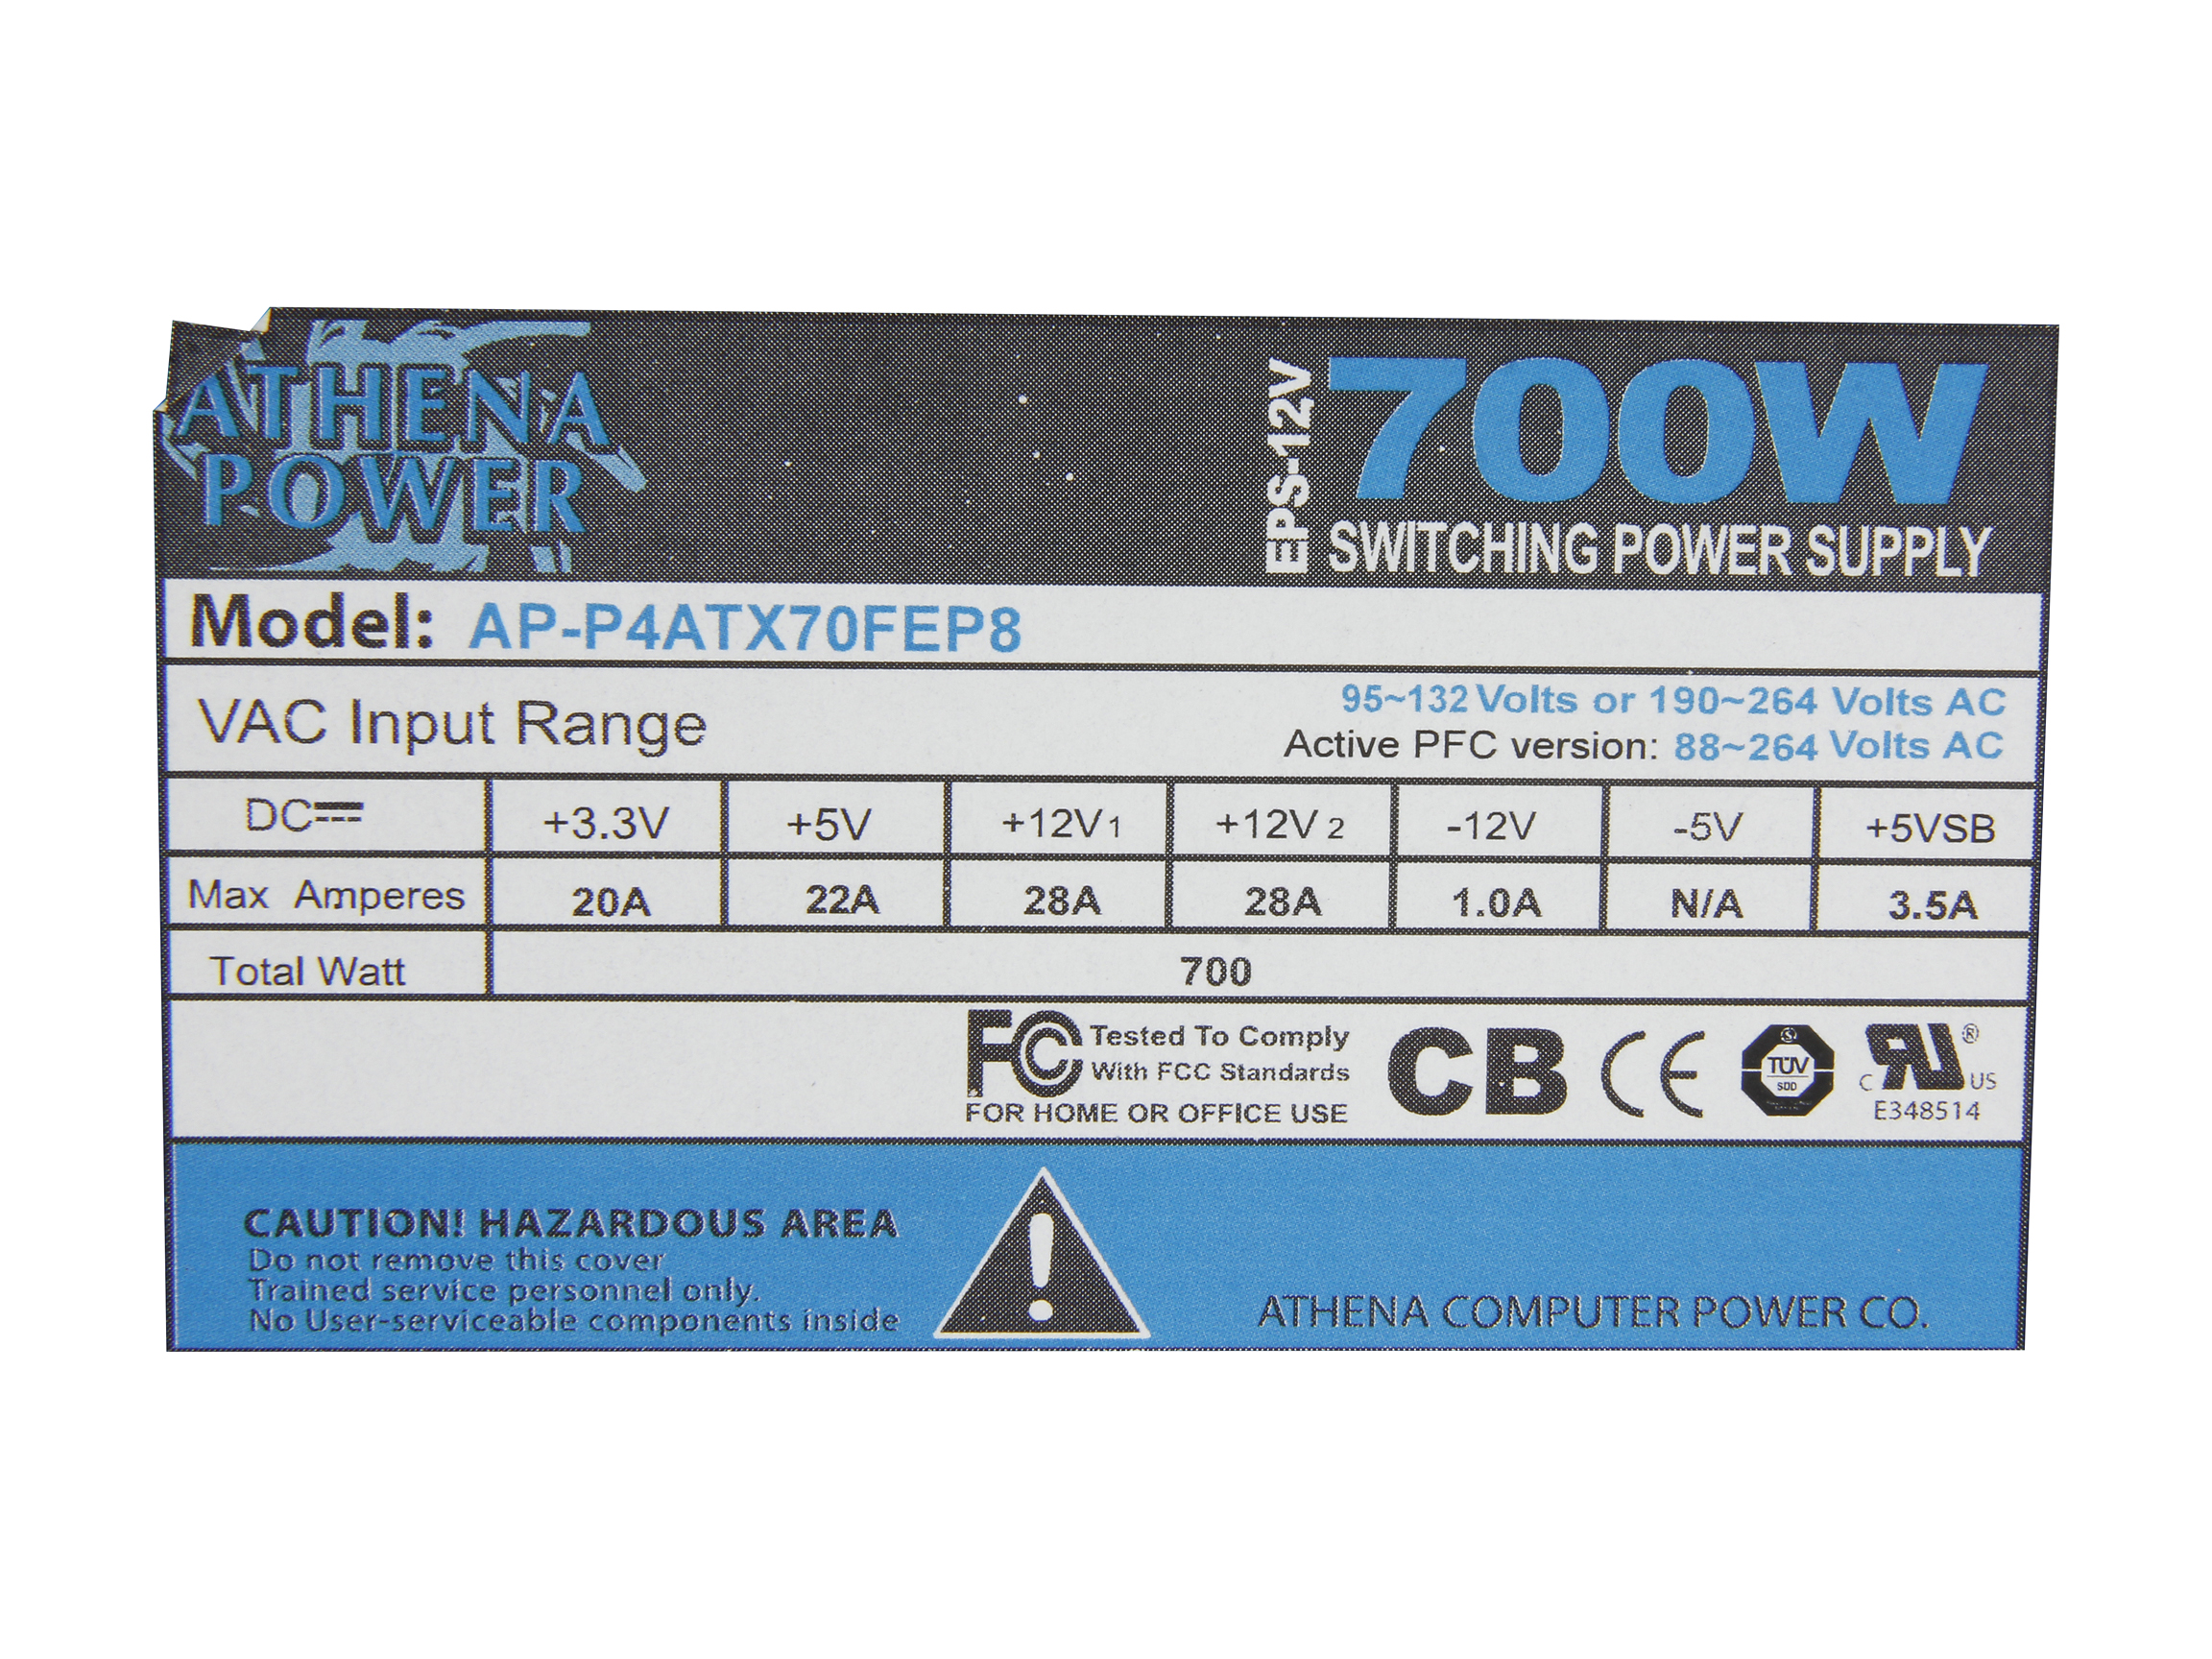 ATHENA
POWER
EPS-12V
700W
SWITCHING POWER SUPPLY
Model: AP-P4ATX70FEP8
VAC Input Range
95~132 Volts or 190~264 Volts AC
Active PFC version: 88~264 Volts AC
DC +3.3V +5V +12V1 +12V2 -12V -5V +5VSB
Max Amperes 20A 22A 28A 28A 1.0A N/A 3.5A
Total Watt 700
FC Tested To Comply
With FCC Standards
FOR HOME OR OFFICE USE
CB CE
TÜV
SDD
C RU US ®
E348514
CAUTION! HAZARDOUS AREA
Do not remove this cover
Trained service personnel only.
No User-serviceable components inside
!
ATHENA COMPUTER POWER CO.